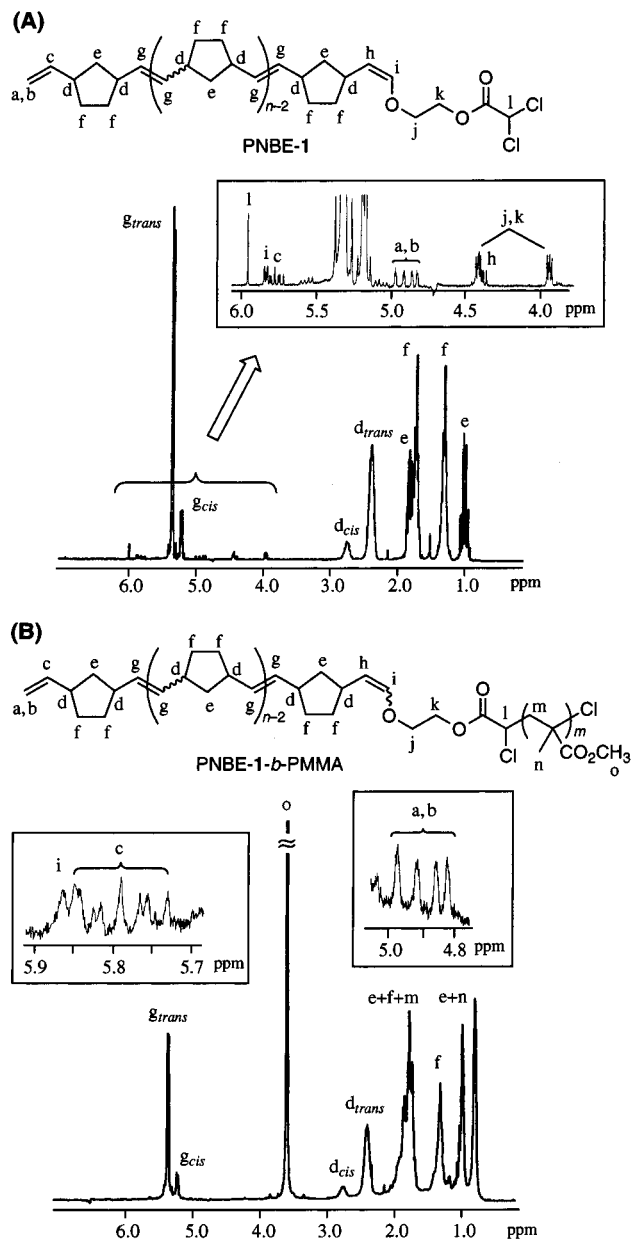 (A)
f f
c e g d d g e h i
a, b d d g e g n–2 d d O k O l Cl
f f f f j O Cl
PNBE-1
g_trans
l
i c
a, b
j, k
h
6.0 5.5 5.0 4.5 4.0 ppm
f f
d_trans
e e
g_cis
d_cis
6.0 5.0 4.0 3.0 2.0 1.0 ppm
(B)
f f
c e g d d g e h i
a, b d d g e g n–2 d d O k O l m Cl
f f f f j O Cl n m CO₂CH₃
o
PNBE-1-b-PMMA
o
c
i
5.9 5.8 5.7 ppm
a, b
5.0 4.8 ppm
g_trans
e+f+m e+n
f
d_trans
g_cis
d_cis
6.0 5.0 4.0 3.0 2.0 1.0 ppm